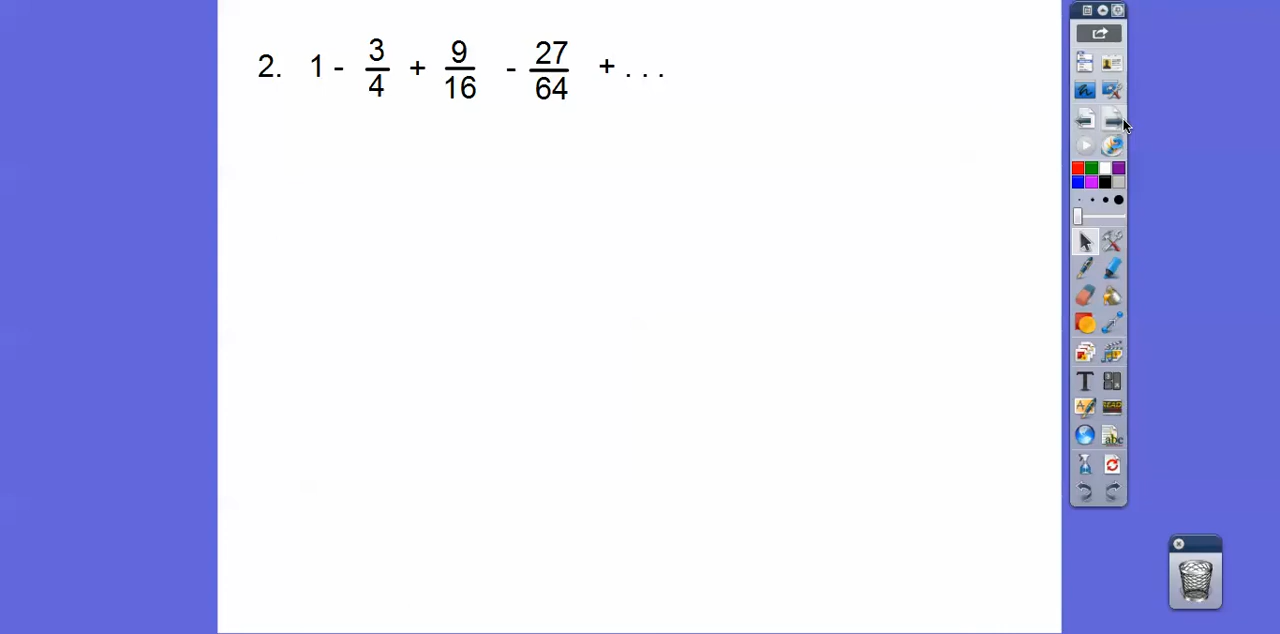 2. 1 - 3/4 + 9/16 - 27/64 + . . .